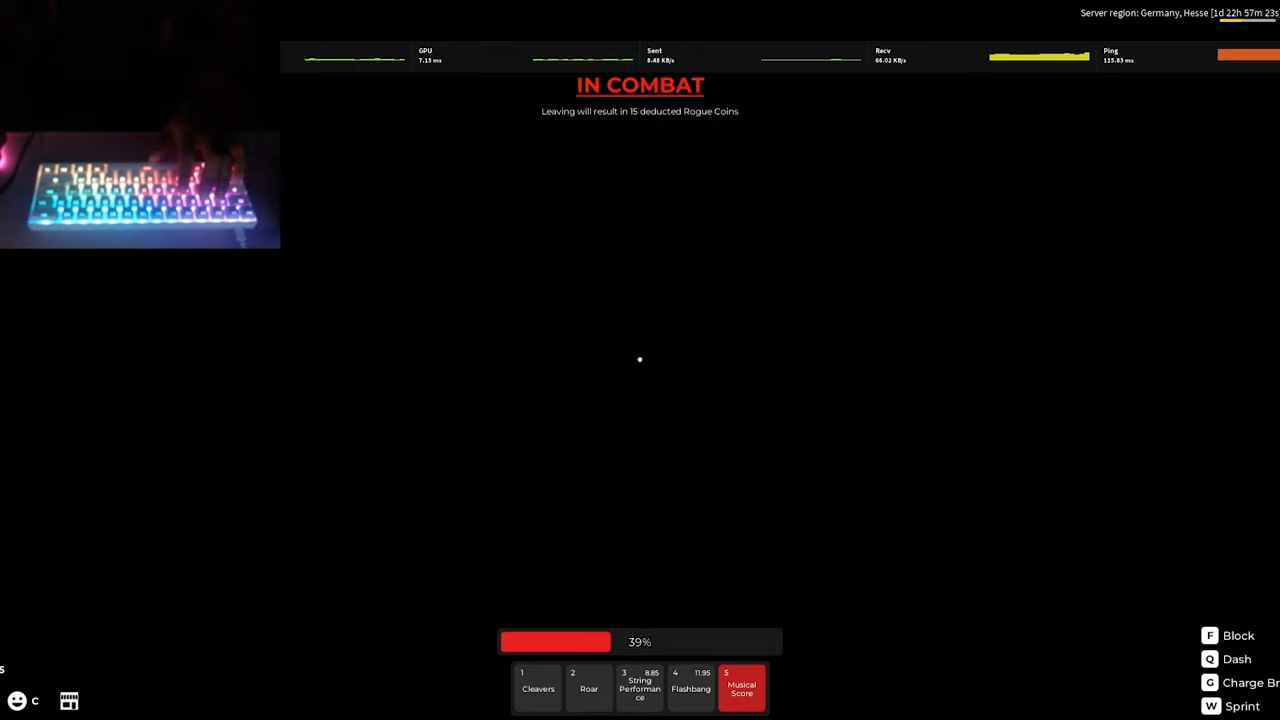 Server region: Germany, Hesse [1d 22h 57m 23s
GPU
7.15 ms
Sent
8.48 KB/s
Recv
66.02 KB/s
Ping
115.83 ms
IN COMBAT
Leaving will result in 15 deducted Rogue Coins
39%
1
Cleavers
2
Roar
3 8.85
String
Performan
ce
4 11.95
Flashbang
5
Musical
Score
F Block
Q Dash
G Charge Br
W Sprint
s
C